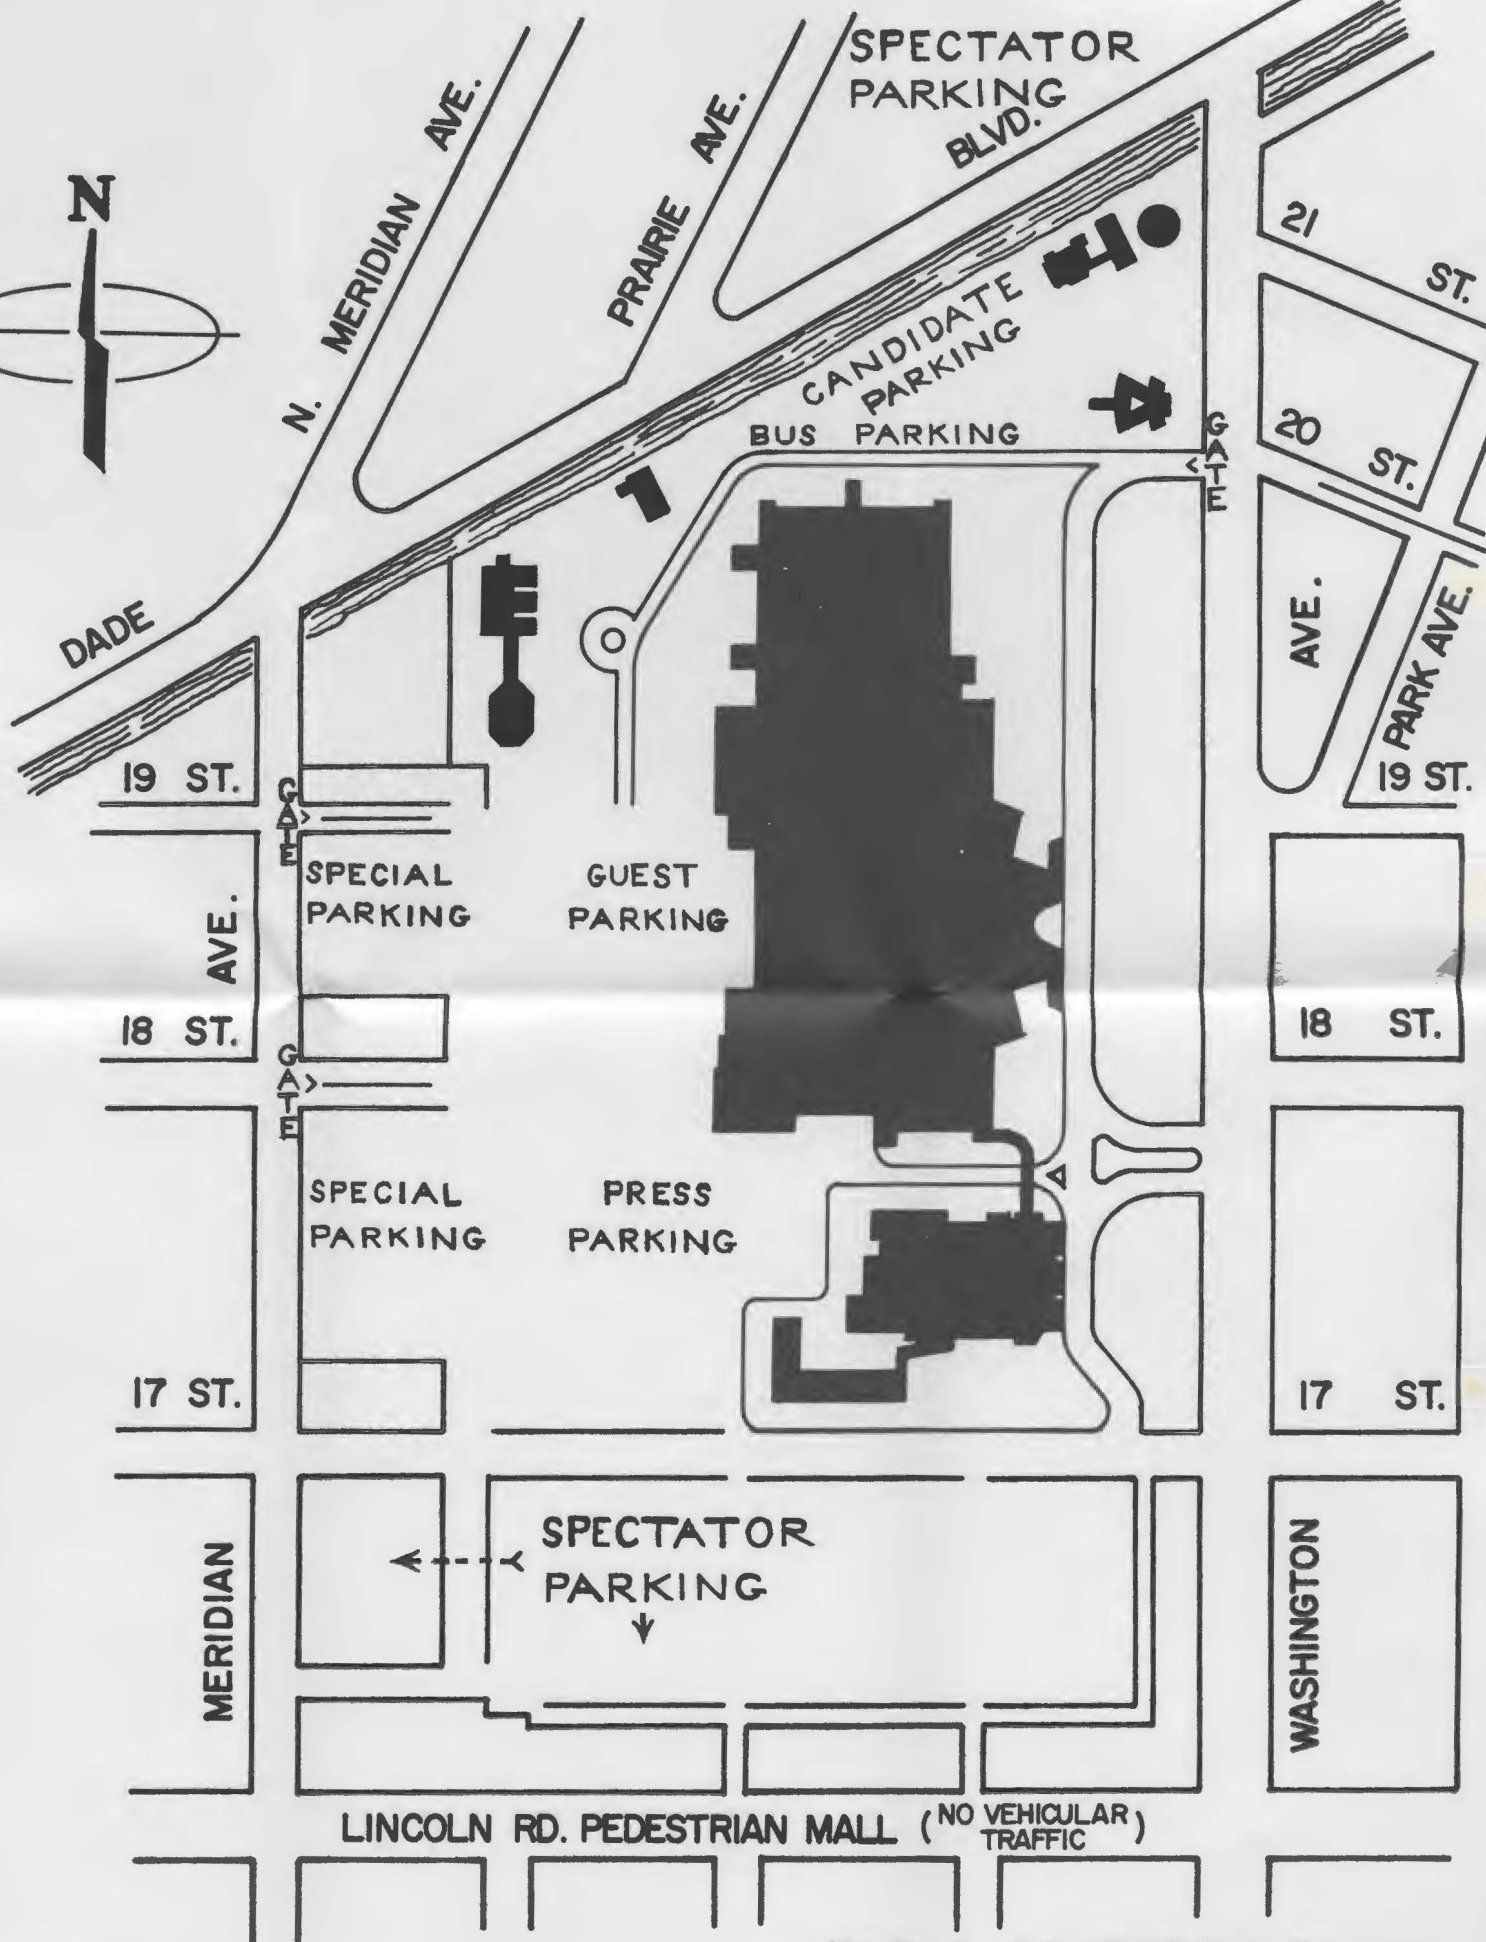 SPECTATOR
PARKING
BLVD.
N. MERIDIAN AVE.
PRAIRIE AVE.
N
21 ST.
CANDIDATE
PARKING
BUS PARKING
GATE
20 ST.
AVE.
PARK AVE.
DADE
19 ST.
19 ST.
GATE
SPECIAL
PARKING
GUEST
PARKING
AVE.
18 ST.
18 ST.
GATE
SPECIAL
PARKING
PRESS
PARKING
17 ST.
17 ST.
SPECTATOR
PARKING
MERIDIAN
WASHINGTON
LINCOLN RD. PEDESTRIAN MALL (NO VEHICULAR
TRAFFIC)